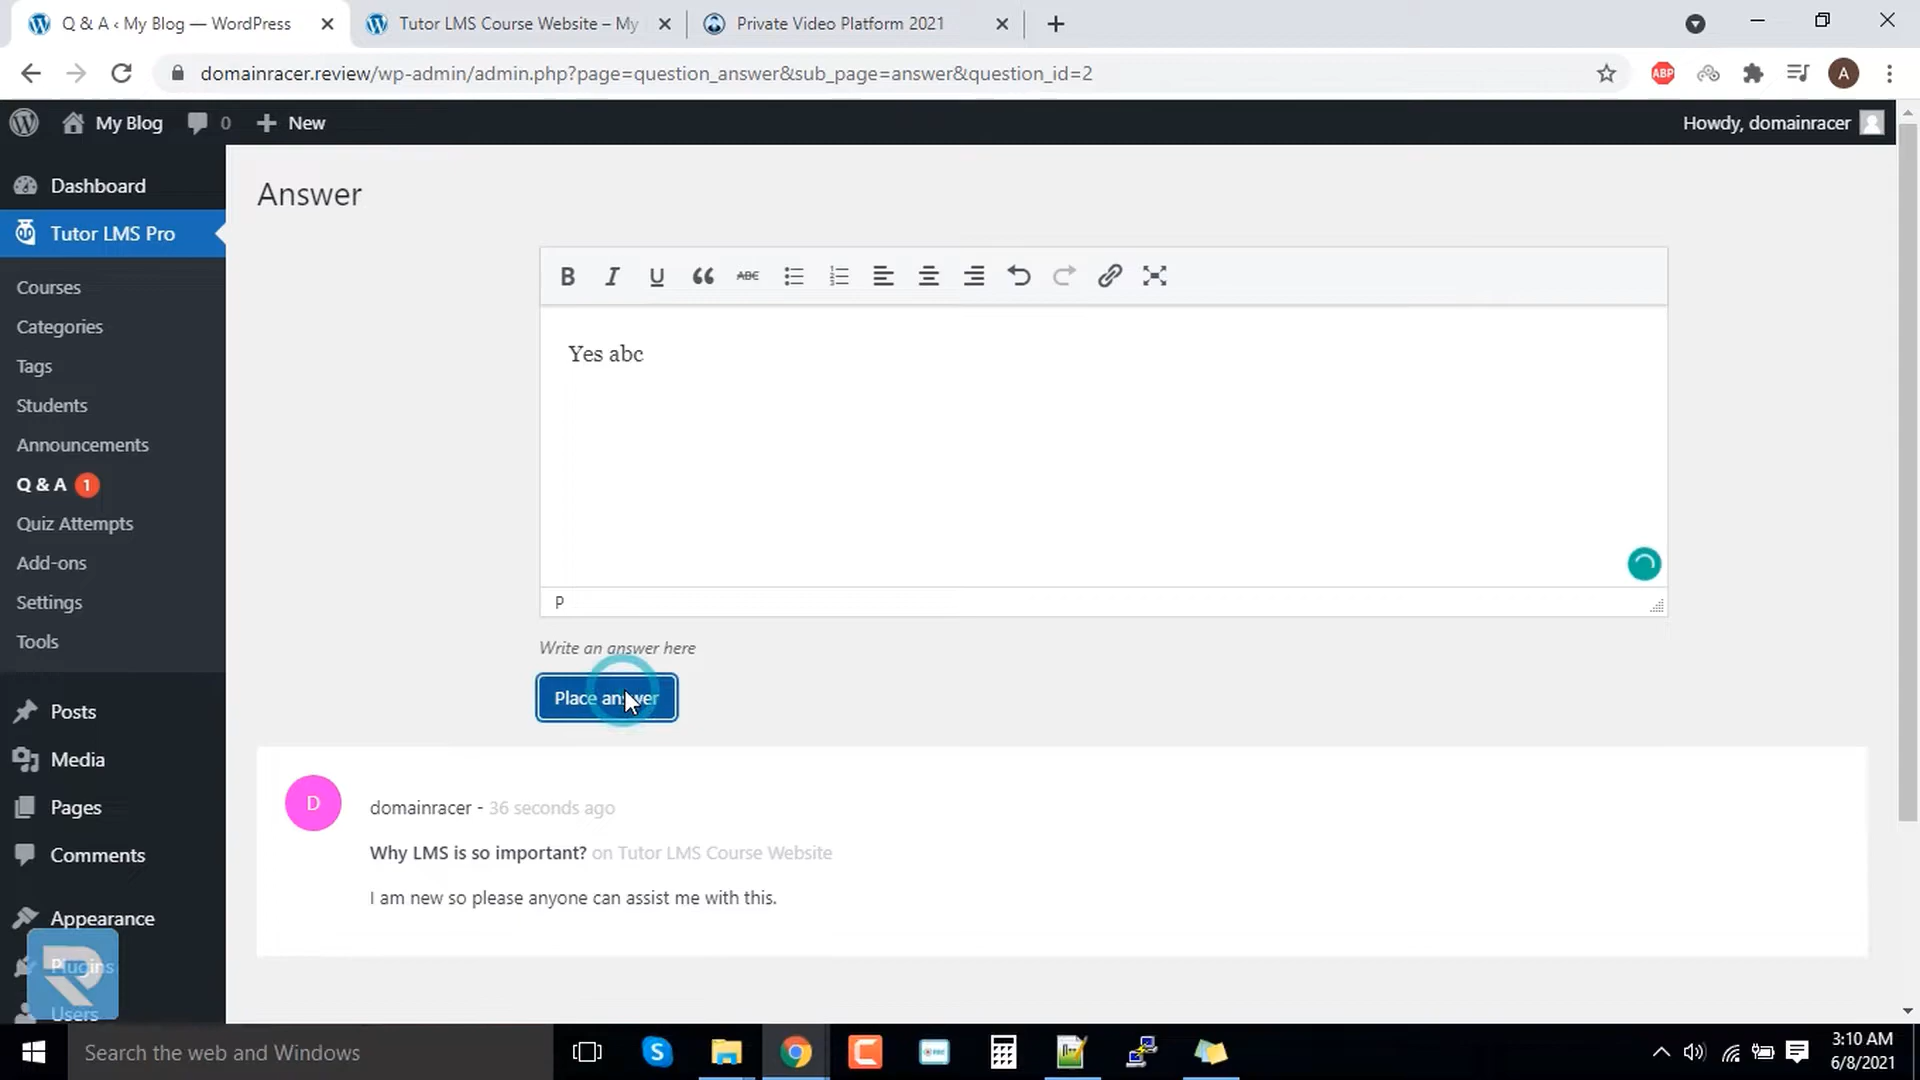 Q & A ‹ My Blog — WordPress
Tutor LMS Course Website – My
Private Video Platform 2021
domainracer.review/wp-admin/admin.php?page=question_answer&sub_page=answer&question_id=2
ABP
A
My Blog
0
New
Howdy, domainracer
Dashboard
Tutor LMS Pro
Courses
Categories
Tags
Students
Announcements
Q & A 1
Quiz Attempts
Add-ons
Settings
Tools
Posts
Media
Pages
Comments
Appearance
Plugins
Users
Answer
B I U ABC
Yes abc
P
Write an answer here
Place answer
D
domainracer - 36 seconds ago
Why LMS is so important? on Tutor LMS Course Website
I am new so please anyone can assist me with this.
Search the web and Windows
3:10 AM
6/8/2021